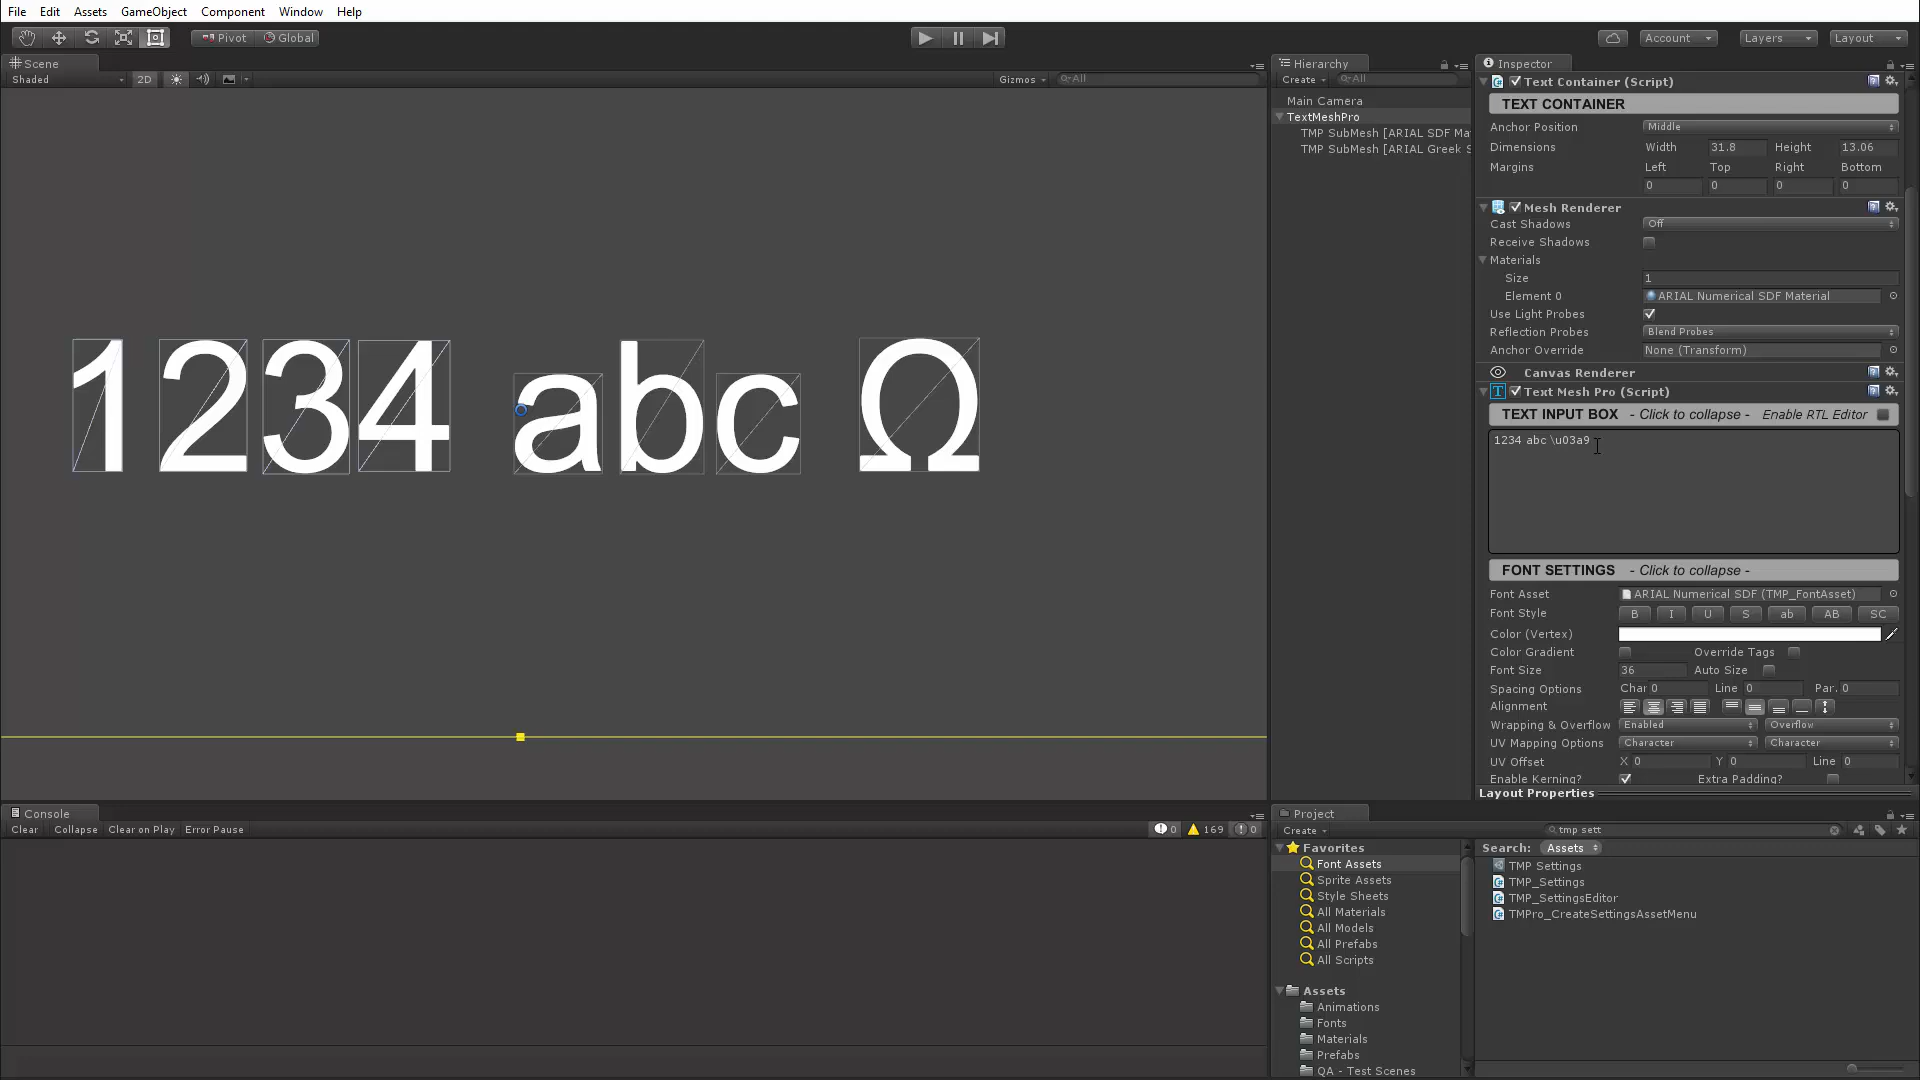 File Edit Assets GameObject Component Window Help
Pivot Global Account Layers Layout
Scene
Shaded 2D Gizmos All
1234 abc Ω
Hierarchy
Create All
Main Camera
TextMeshPro
TMP SubMesh [ARIAL SDF Ma
TMP SubMesh [ARIAL Greek S
Inspector
Text Container (Script)
TEXT CONTAINER
Anchor Position Middle
Dimensions Width 31.8 Height 13.06
Margins Left Top Right Bottom
0 0 0 0
Mesh Renderer
Cast Shadows Off
Receive Shadows
Materials
Size 1
Element 0 ARIAL Numerical SDF Material
Use Light Probes
Reflection Probes Blend Probes
Anchor Override None (Transform)
Canvas Renderer
Text Mesh Pro (Script)
TEXT INPUT BOX - Click to collapse - Enable RTL Editor
1234 abc \u03a9
FONT SETTINGS - Click to collapse -
Font Asset ARIAL Numerical SDF (TMP_FontAsset)
Font Style B I U S ab AB SC
Color (Vertex)
Color Gradient Override Tags
Font Size 36 Auto Size
Spacing Options Char 0 Line 0 Par. 0
Alignment
Wrapping & Overflow Enabled Overflow
UV Mapping Options Character Character
UV Offset X 0 Y 0 Line 0
Enable Kerning? Extra Padding?
Layout Properties
Console
Clear Collapse Clear on Play Error Pause 0 169 0
Project
Create tmp sett
Favorites
Font Assets
Sprite Assets
Style Sheets
All Materials
All Models
All Prefabs
All Scripts
Assets
Animations
Fonts
Materials
Prefabs
QA - Test Scenes
Search: Assets
TMP Settings
TMP_Settings
TMP_SettingsEditor
TMPro_CreateSettingsAssetMenu